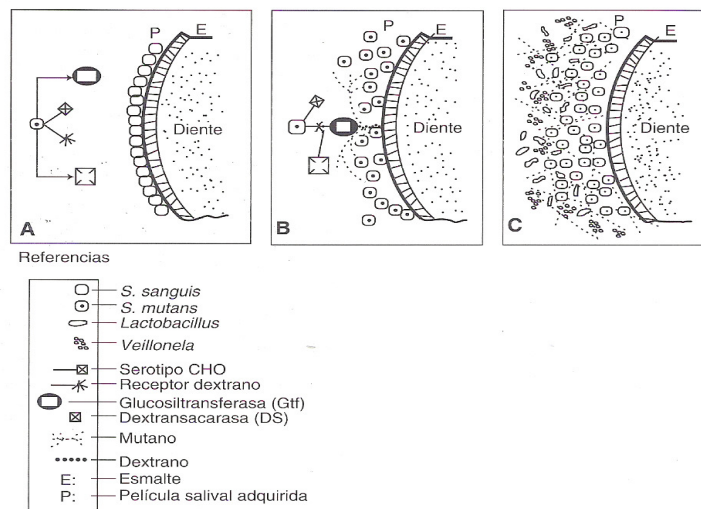 P E
Diente
A
P E
Diente
B
P
E
Diente
C
Referencias
S. sanguis
S. mutans
Lactobacillus
Veillonela
Serotipo CHO
Receptor dextrano
Glucosiltransferasa (Gtf)
Dextransacarasa (DS)
Mutano
Dextrano
E: Esmalte
P: Película salival adquirida